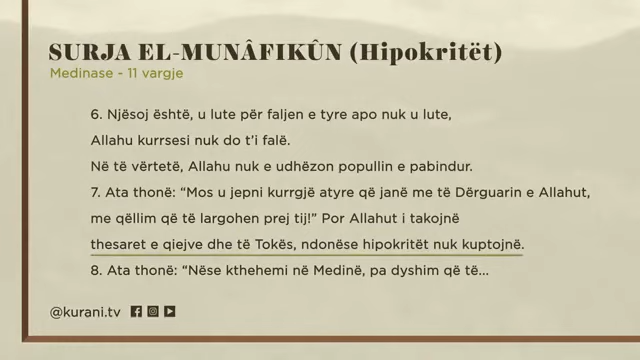 SURJA EL-MUNÂFIKÛN (Hipokritët)
Medinase - 11 vargje
6. Njësoj është, u lute për faljen e tyre apo nuk u lute,
Allahu kurrsesi nuk do t'i falë.
Në të vërtetë, Allahu nuk e udhëzon popullin e pabindur.
7. Ata thonë: “Mos u jepni kurrgjë atyre që janë me të Dërguarin e Allahut,
me qëllim që të largohen prej tij!” Por Allahut i takojnë
thesaret e qiejve dhe të Tokës, ndonëse hipokritët nuk kuptojnë.
8. Ata thonë: “Nëse kthehemi në Medinë, pa dyshim që të...
@kurani.tv